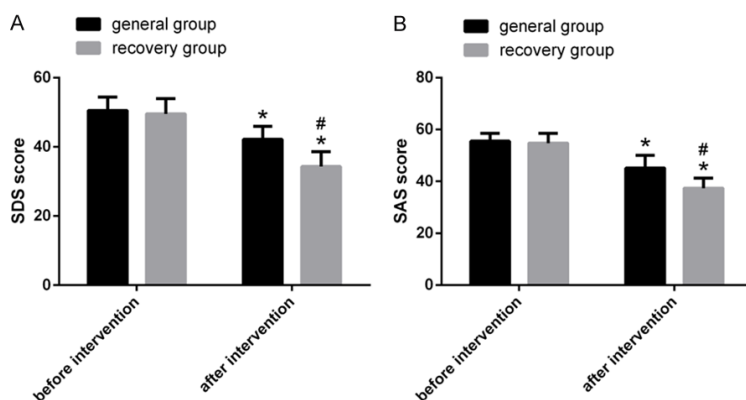 A
general group
recovery group
60
40
20
0
SDS score
*
#
*
before intervention
after intervention
B
general group
recovery group
80
60
40
20
0
SAS score
*
#
*
before intervention
after intervention